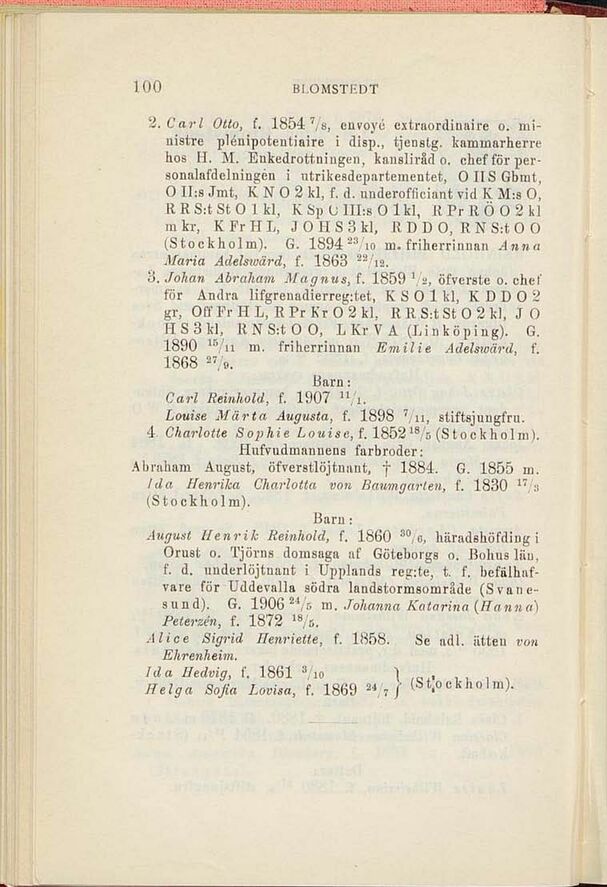 100 BLOMSTEDT
2. Carl Otto, f. 1854 7/8, envoyé extraordinaire o. mi-
nistre plénipotentiaire i disp., tjenstg. kammarherre
hos H. M. Enkedrottningen, kansliråd o. chef för per-
sonalafdelningen i utrikesdepartementet, O II S Gbmt,
O II:s Jmt, K N O 2 kl, f. d. underofficiant vid K M:s O,
R R S:t St O 1 kl, K Sp C III:s O 1kl, R Pr R Ö O 2 kl
m kr, K Fr H L, J O H S 3 kl, R D D O, R N S:t O O
(Stockholm). G. 1894 23/10 m. friherrinnan Anna
Maria Adelswärd, f. 1863 22/12.
3. Johan Abraham Magnus, f. 1859 1/2, öfverste o. chef
för Andra lifgrenadierreg:tet, K S O 1 kl, K D D O 2
gr, Off Fr H L, R Pr Kr O 2 kl, R R S:t St O 2 kl, J O
H S 3 kl, R N S:t O O, L Kr V A (Linköping). G.
1890 15/11 m. friherrinnan Emilie Adelswärd, f.
1868 27/9.
Barn:
Carl Reinhold, f. 1907 11/1.
Louise Märta Augusta, f. 1898 7/11, stiftsjungfru.
4. Charlotte Sophie Louise, f. 1852 18/5 (Stockholm).
Hufvudmannens farbroder:
Abraham August, öfverstlöjtnant, † 1884. G. 1855 m.
Ida Henrika Charlotta von Baumgarten, f. 1830 17/3
(Stockholm).
Barn:
August Henrik Reinhold, f. 1860 30/6, häradshöfding i
Orust o. Tjörns domsaga af Göteborgs o. Bohus län,
f. d. underlöjtnant i Upplands reg:te, t. f. befälhaf-
vare för Uddevalla södra landstormsområde (Svane-
sund). G. 1906 24/5 m. Johanna Katarina (Hanna)
Peterzén, f. 1872 18/5.
Alice Sigrid Henriette, f. 1858. Se adl. ätten von
Ehrenheim.
Ida Hedvig, f. 1861 3/10
Helga Sofia Lovisa, f. 1869 24/7 } (Stockholm).